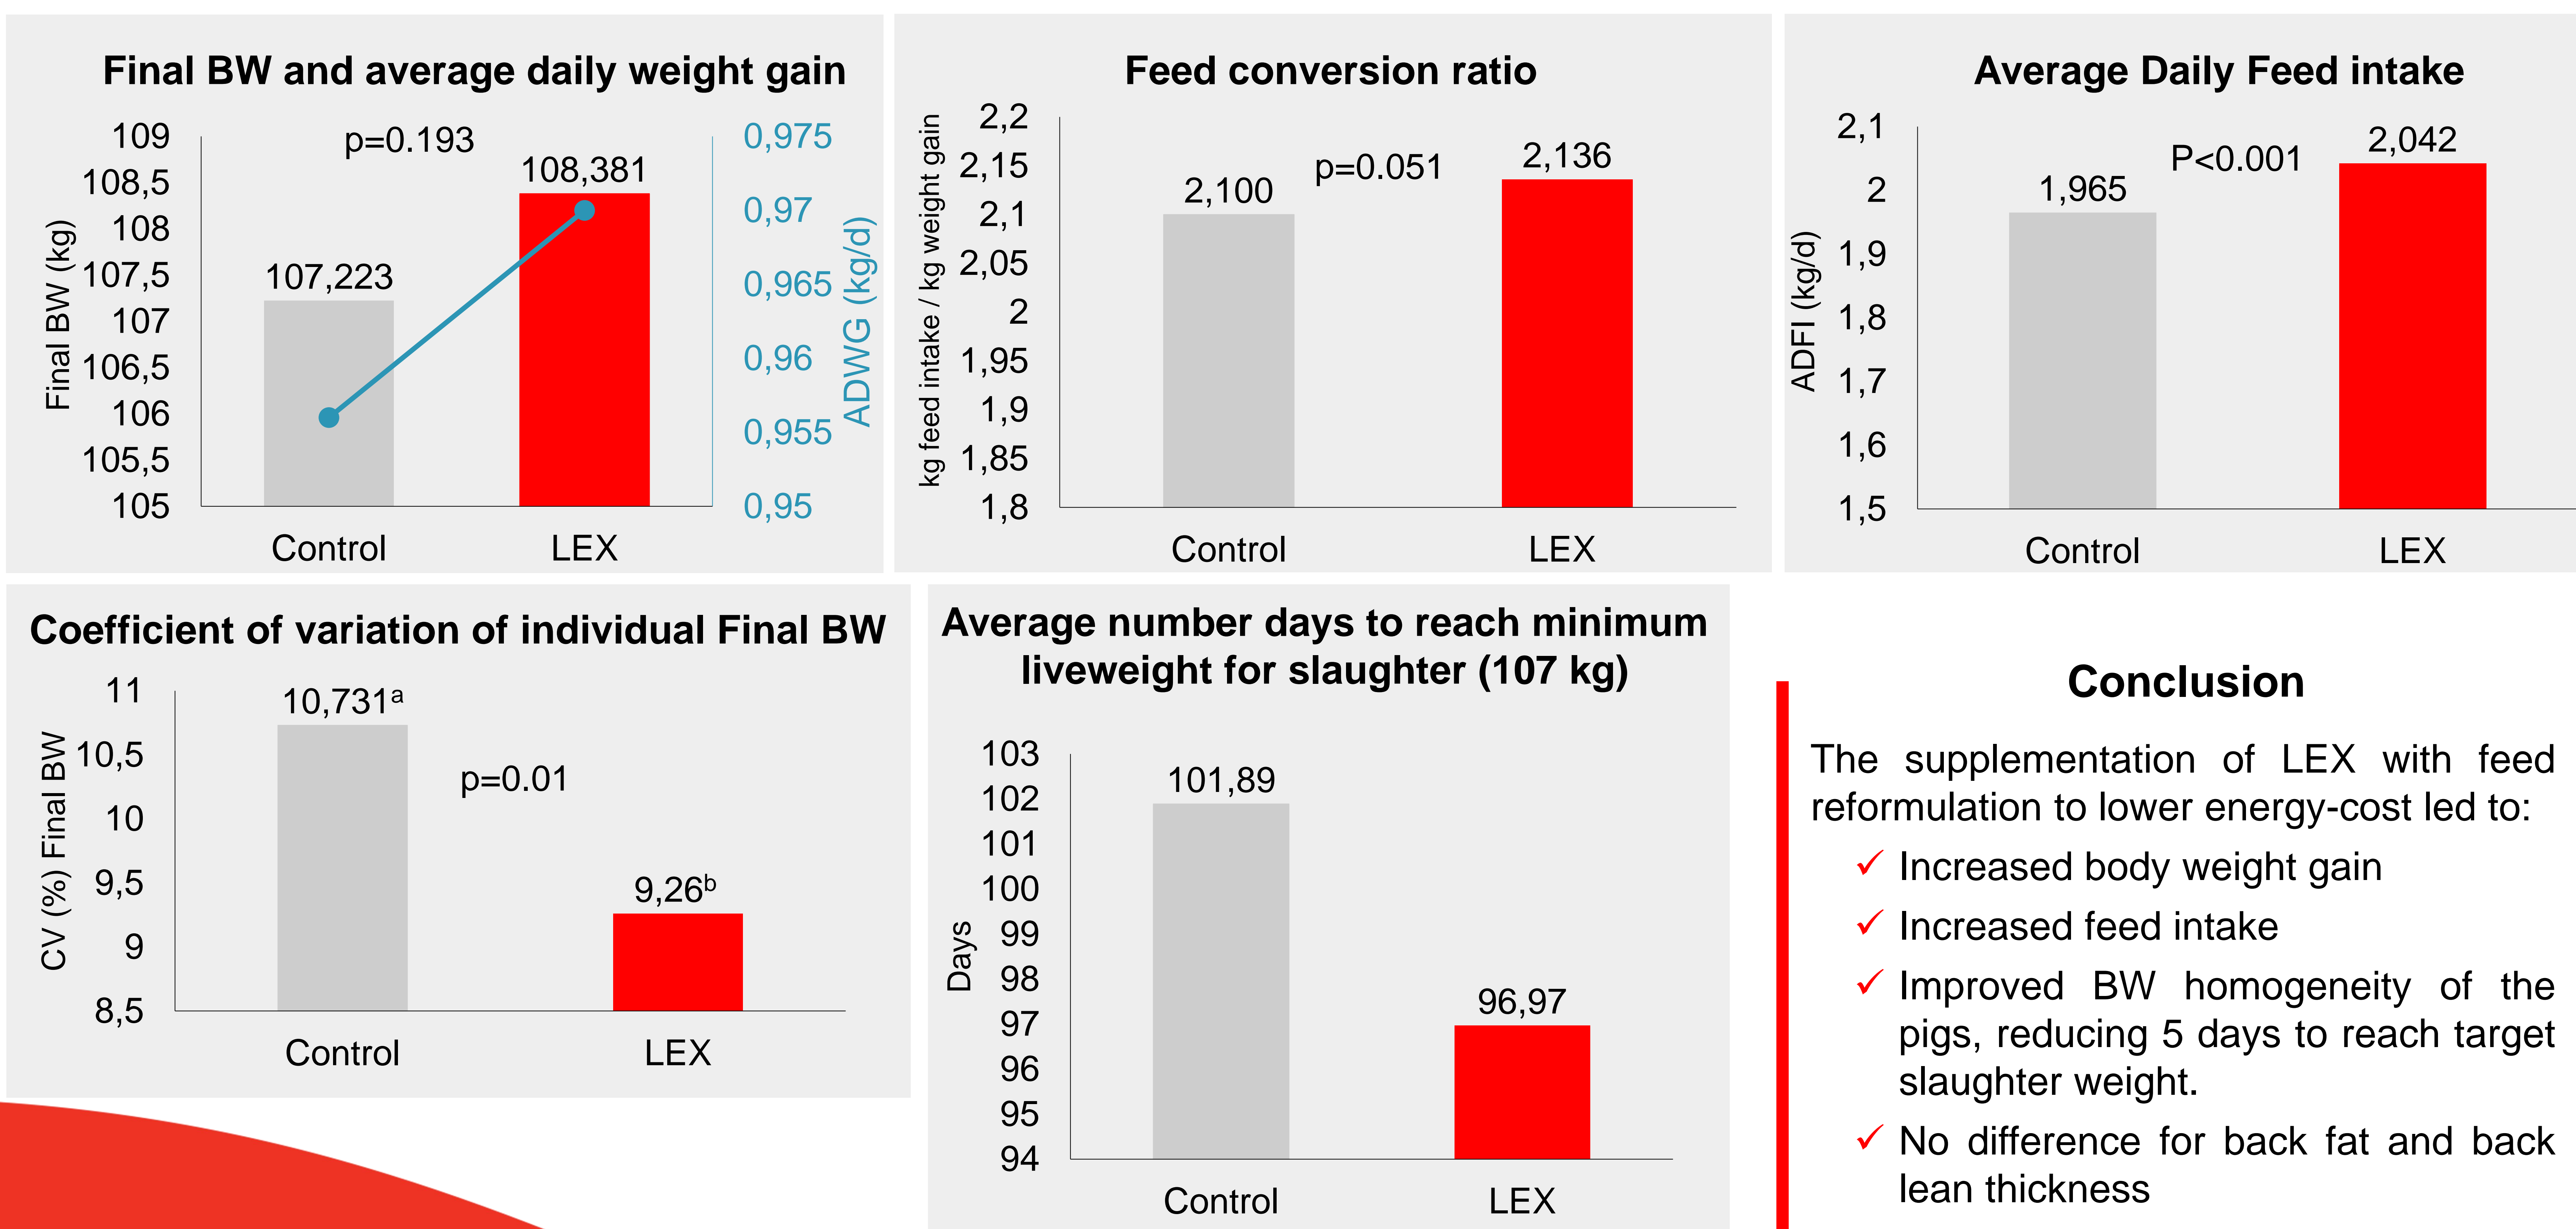 Final BW and average daily weight gain
p=0.193
109
108,5
108
107,5
107
106,5
106
105,5
105
Final BW (kg)
107,223
108,381
0,975
0,97
0,965
0,96
0,955
0,95
ADWG (kg/d)
Control
LEX
Feed conversion ratio
kg feed intake / kg weight gain
2,2
2,15
2,1
2,05
2
1,95
1,9
1,85
1,8
2,100
p=0.051
2,136
Control
LEX
Average Daily Feed intake
ADFI (kg/d)
2,1
2
1,9
1,8
1,7
1,6
1,5
1,965
P<0.001
2,042
Control
LEX
Coefficient of variation of individual Final BW
CV (%) Final BW
11
10,5
10
9,5
9
8,5
10,731ᵃ
p=0.01
9,26ᵇ
Control
LEX
Average number days to reach minimum
liveweight for slaughter (107 kg)
Days
103
102
101
100
99
98
97
96
95
94
101,89
96,97
Control
LEX
Conclusion
The supplementation of LEX with feed
reformulation to lower energy-cost led to:
✓ Increased body weight gain
✓ Increased feed intake
✓ Improved BW homogeneity of the
pigs, reducing 5 days to reach target
slaughter weight.
✓ No difference for back fat and back
lean thickness